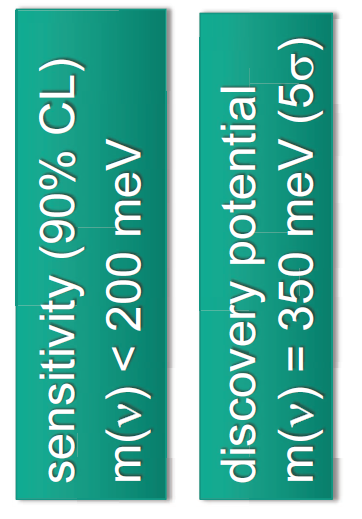 sensitivity (90% CL)
m(ν) < 200 meV
discovery potential
m(ν) = 350 meV (5σ)